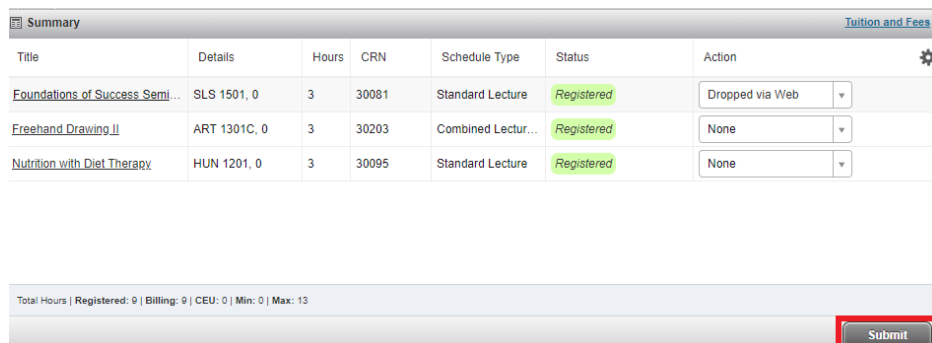 Summary Tuition and Fees
Title Details Hours CRN Schedule Type Status Action
Foundations of Success Semi... SLS 1501, 0 3 30081 Standard Lecture Registered Dropped via Web
Freehand Drawing II ART 1301C, 0 3 30203 Combined Lectur... Registered None
Nutrition with Diet Therapy HUN 1201, 0 3 30095 Standard Lecture Registered None
Total Hours | Registered: 9 | Billing: 9 | CEU: 0 | Min: 0 | Max: 13
Submit